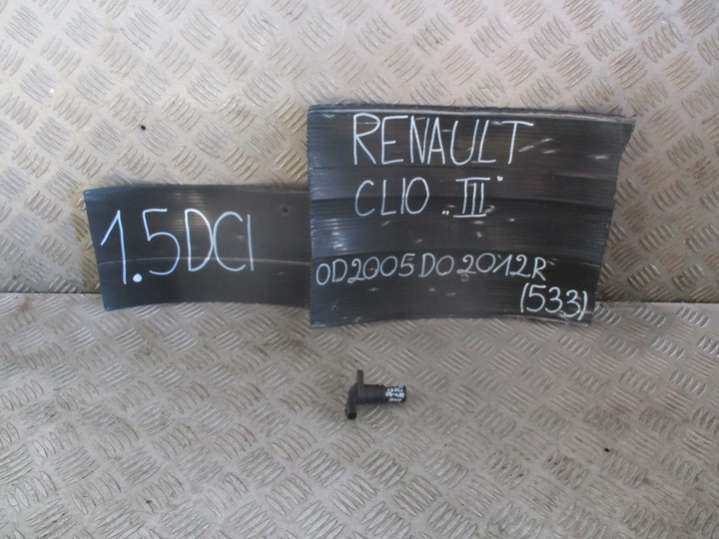 1.5DCI
RENAULT
CLIO „III"
OD2005DO2012R
(533)